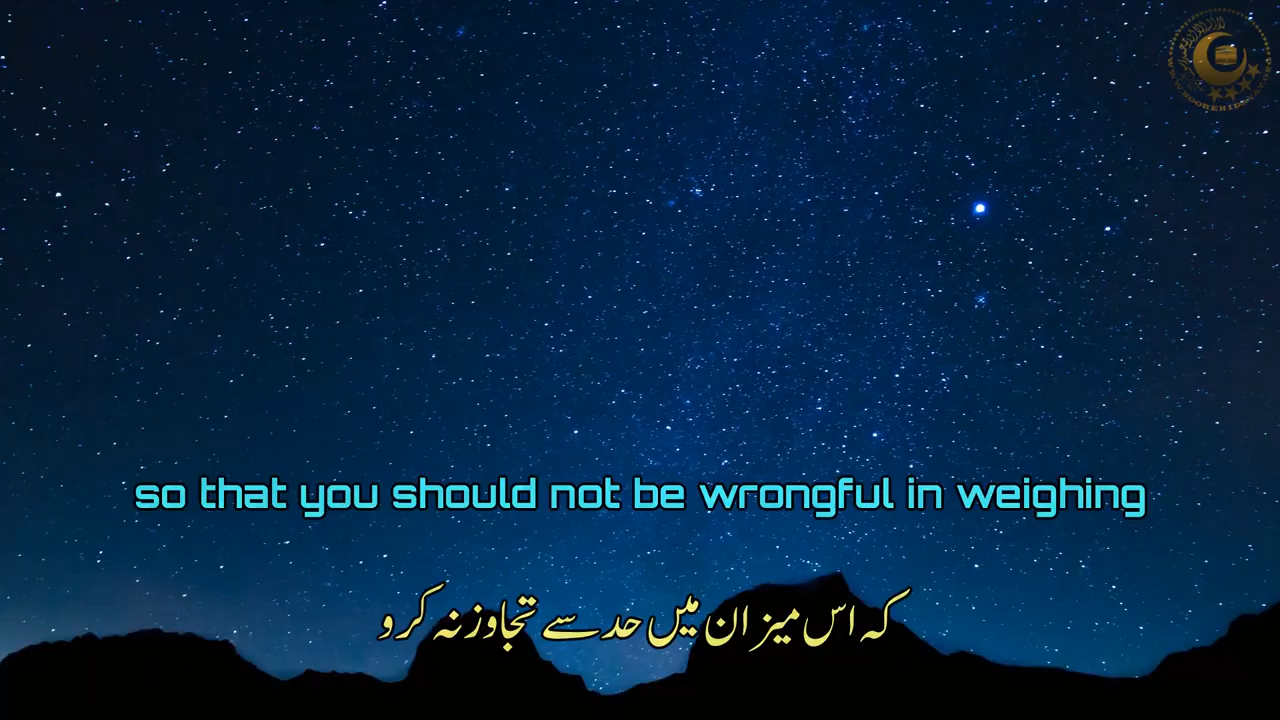 so that you should not be wrongful in weighing
کہ اس میزان میں حد سے تجاوز نہ کرو